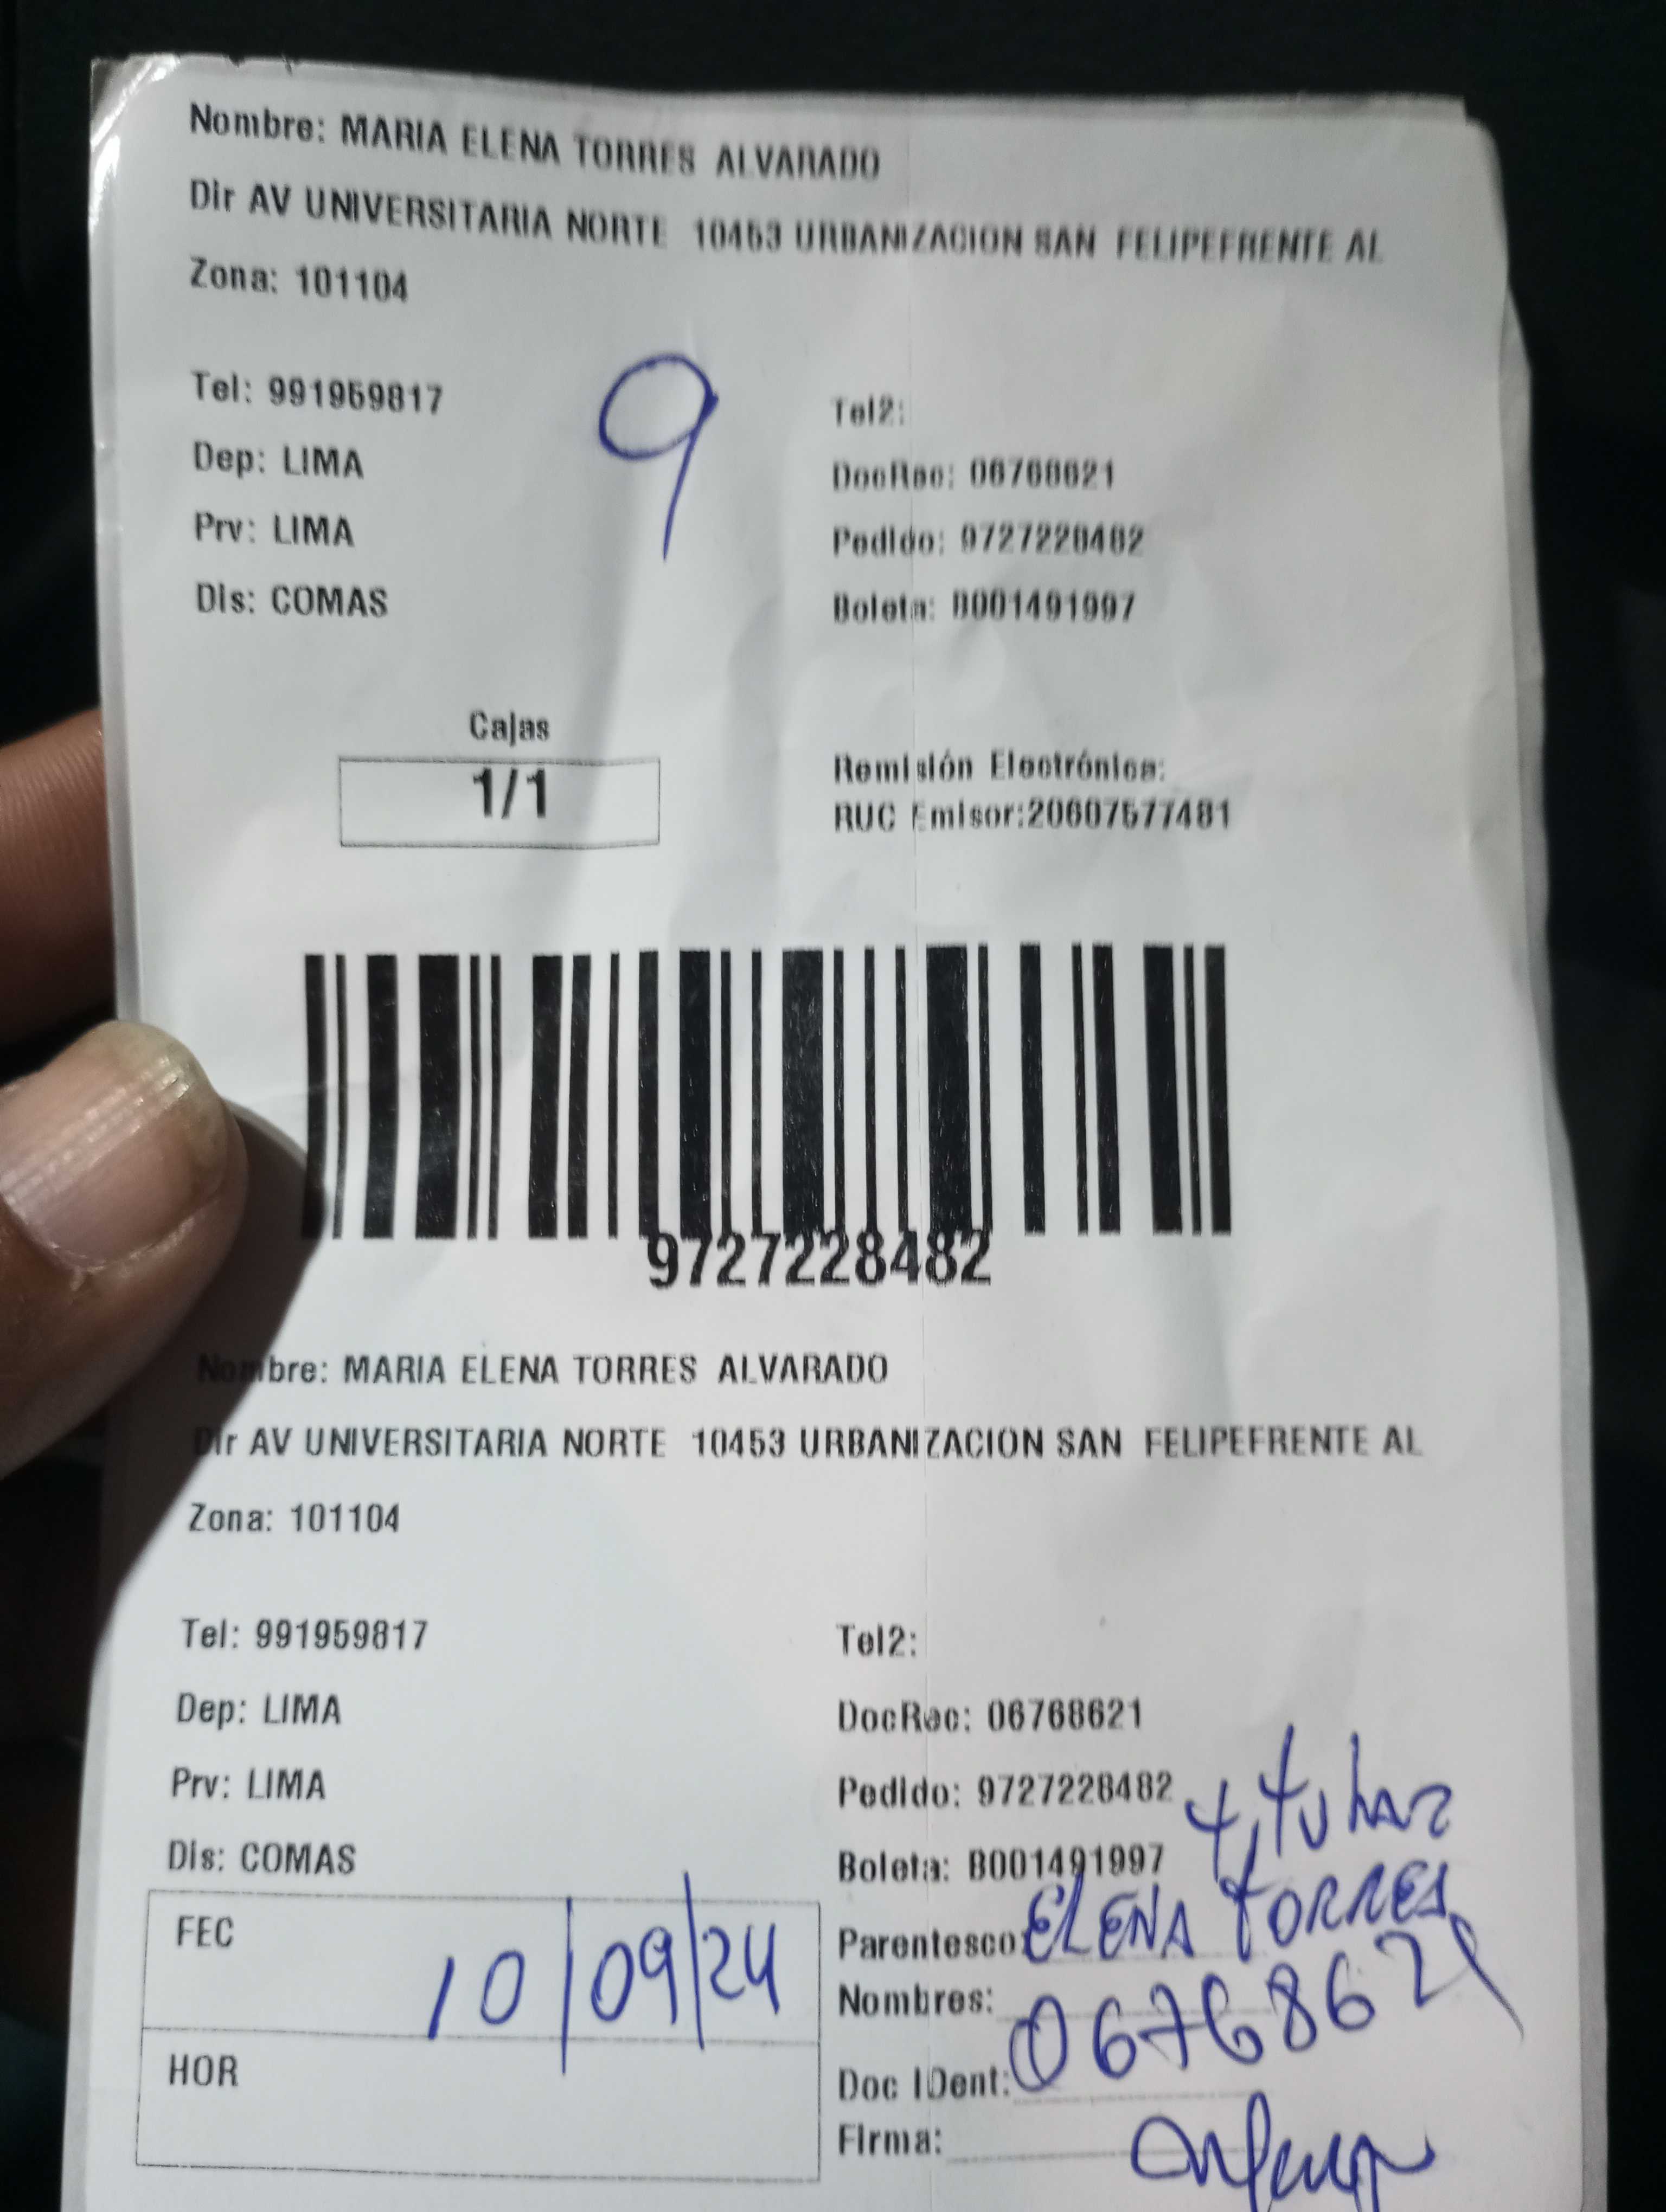 Nombre: MARIA ELENA TORRES ALVARADO
Dir AV UNIVERSITARIA NORTE 10453 URBANIZACION SAN FELIPEFRENTE AL
Zona: 101104
9
Tel: 991959817 Tel2:
Dep: LIMA DocRec: 06768621
Prv: LIMA Pedido: 9727228482
Dis: COMAS Boleta: B001491997
Cajas
1/1
Remisión Electrónica:
RUC Emisor:20607577481
9727228482
Nombre: MARIA ELENA TORRES ALVARADO
Dir AV UNIVERSITARIA NORTE 10453 URBANIZACION SAN FELIPEFRENTE AL
Zona: 101104
Tel: 991959817 Tel2:
Dep: LIMA DocRec: 06768621
Prv: LIMA Pedido: 9727228482
titular
Dis: COMAS Boleta: B001491997
FEC 10/09/24
Parentesco: ELENA TORRES
Nombres: 06768621
HOR
Doc IDent:
Firma: